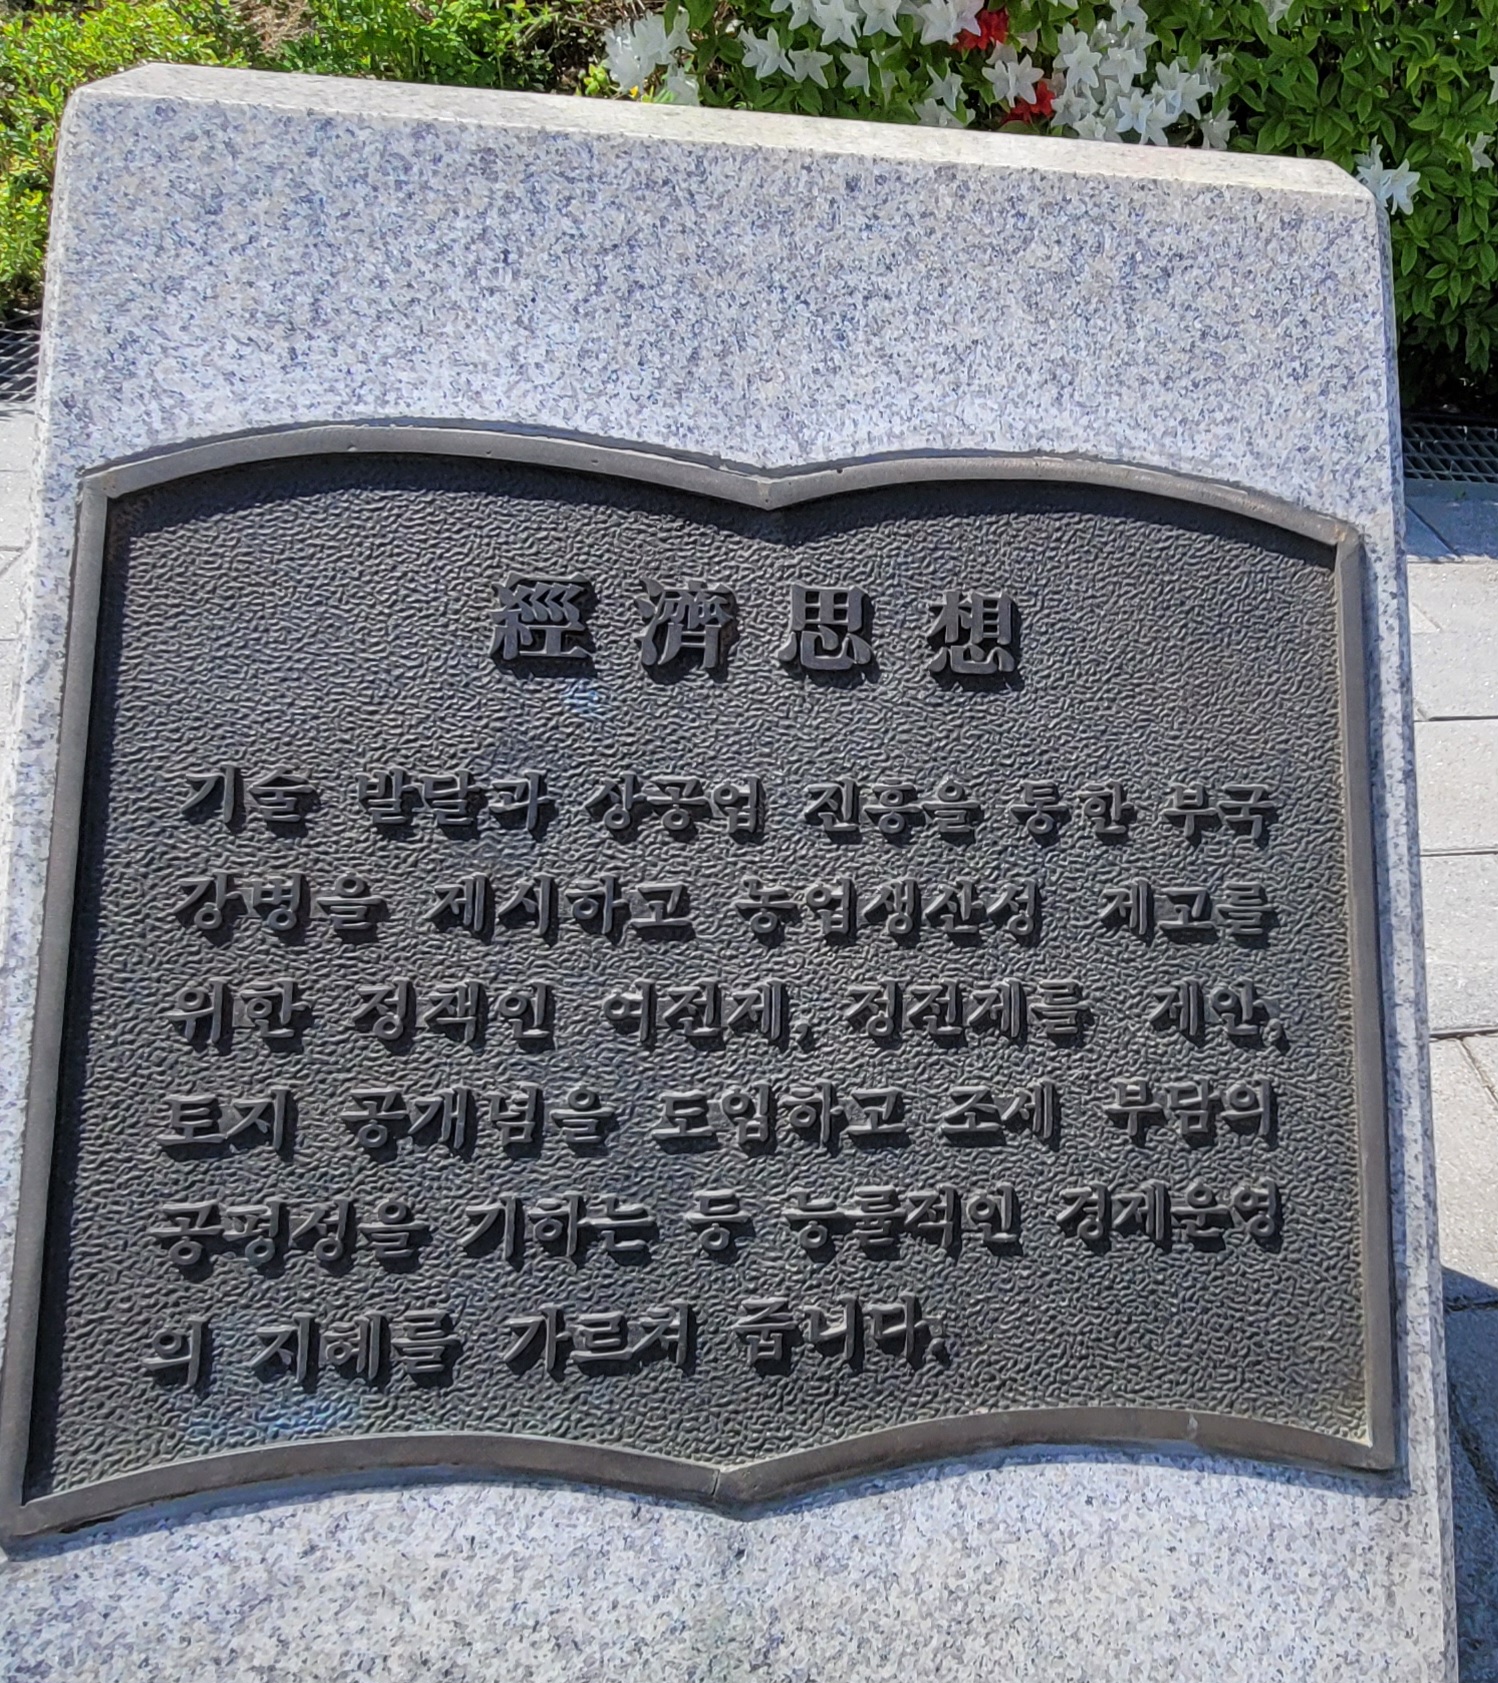 經濟思想
기술 발달과 상공업 진흥을 통한 부국
강병을 제시하고 농업생산성 제고를
위한 정책인 여전제, 정전제를 제안,
토지 공개념을 도입하고 조세 부담의
공평성을 기하는 등 능률적인 경제운영
의 지혜를 가르쳐 줍니다.